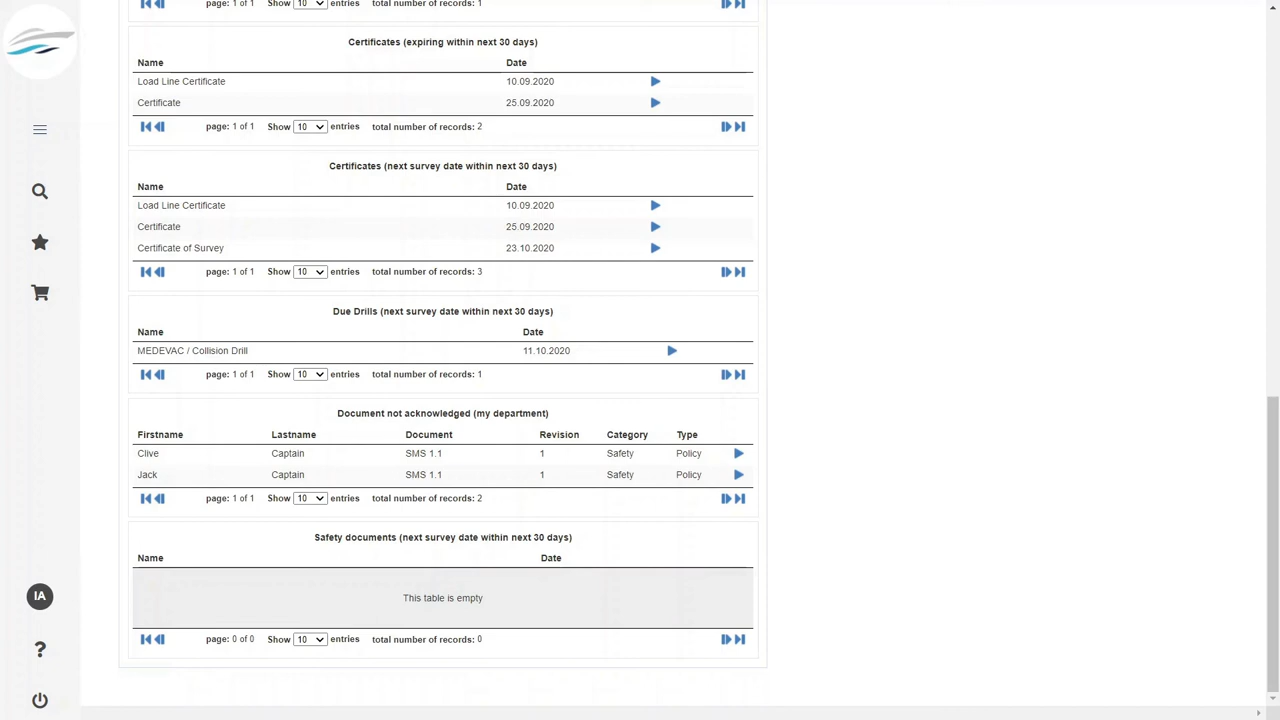 page: 1 of 1 Show 10 entries total number of records: 1
Certificates (expiring within next 30 days)
Name Date
Load Line Certificate 10.09.2020
Certificate 25.09.2020
page: 1 of 1 Show 10 entries total number of records: 2
Certificates (next survey date within next 30 days)
Name Date
Load Line Certificate 10.09.2020
Certificate 25.09.2020
Certificate of Survey 23.10.2020
page: 1 of 1 Show 10 entries total number of records: 3
Due Drills (next survey date within next 30 days)
Name Date
MEDEVAC / Collision Drill 11.10.2020
page: 1 of 1 Show 10 entries total number of records: 1
Document not acknowledged (my department)
Firstname Lastname Document Revision Category Type
Clive Captain SMS 1.1 1 Safety Policy
Jack Captain SMS 1.1 1 Safety Policy
page: 1 of 1 Show 10 entries total number of records: 2
Safety documents (next survey date within next 30 days)
Name Date
This table is empty
page: 0 of 0 Show 10 entries total number of records: 0
IA
?